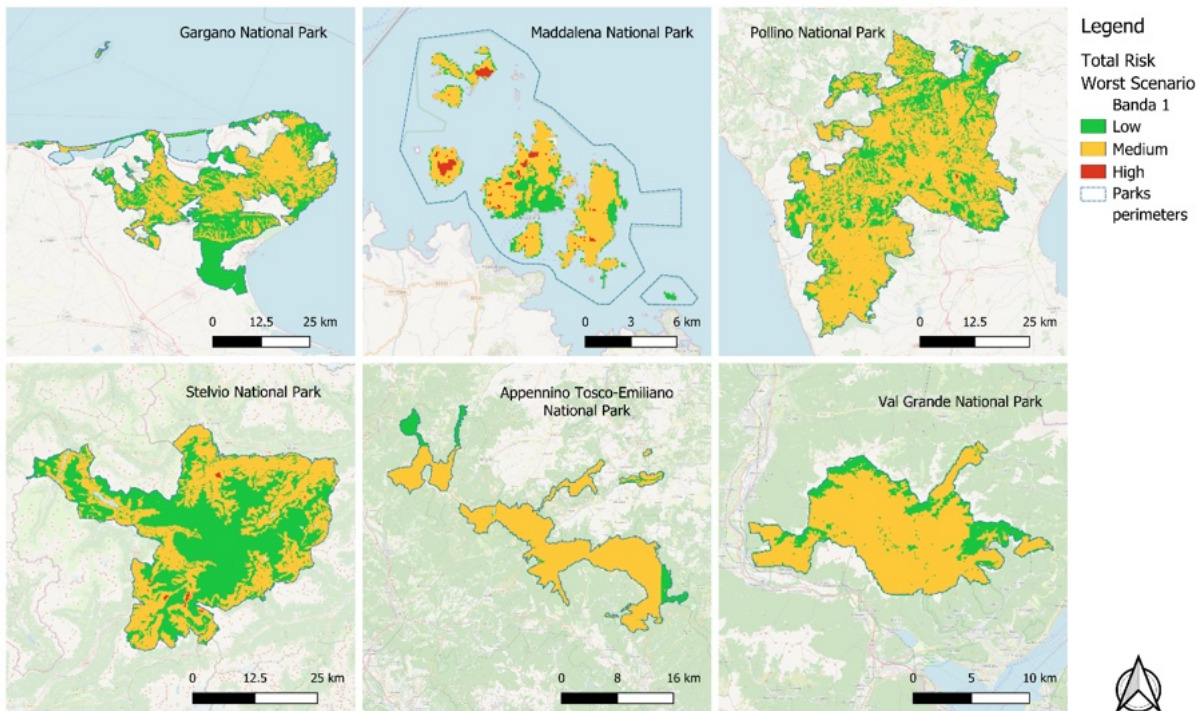 Gargano National Park
0 12.5 25 km
Maddalena National Park
0 3 6 km
Pollino National Park
0 12.5 25 km
Legend
Total Risk
Worst Scenario
Banda 1
Low
Medium
High
Parks
perimeters
Stelvio National Park
0 12.5 25 km
Appennino Tosco-Emiliano
National Park
0 8 16 km
Val Grande National Park
0 5 10 km